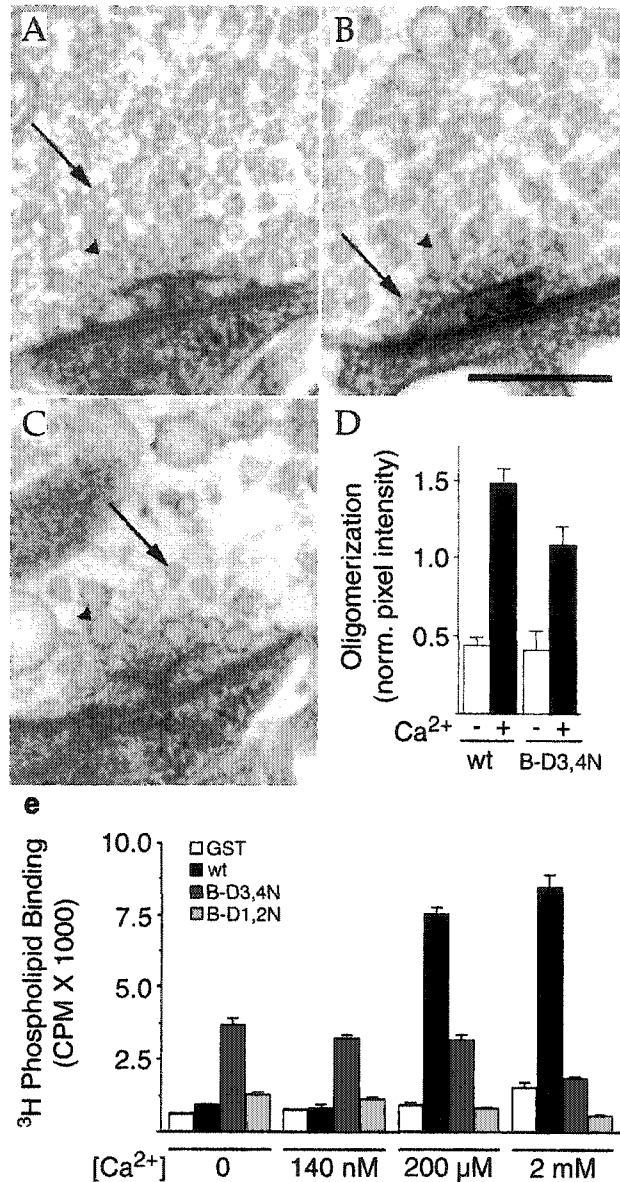 A
B
C
D
Oligomerization
(norm. pixel intensity)
1.5
1.0
0.5
Ca²⁺ - + - +
wt B-D3,4N
e
³H Phospholipid Binding
(CPM X 1000)
10.0
7.5
5.0
2.5
GST
wt
B-D3,4N
B-D1,2N
[Ca²⁺] 0 140 nM 200 µM 2 mM